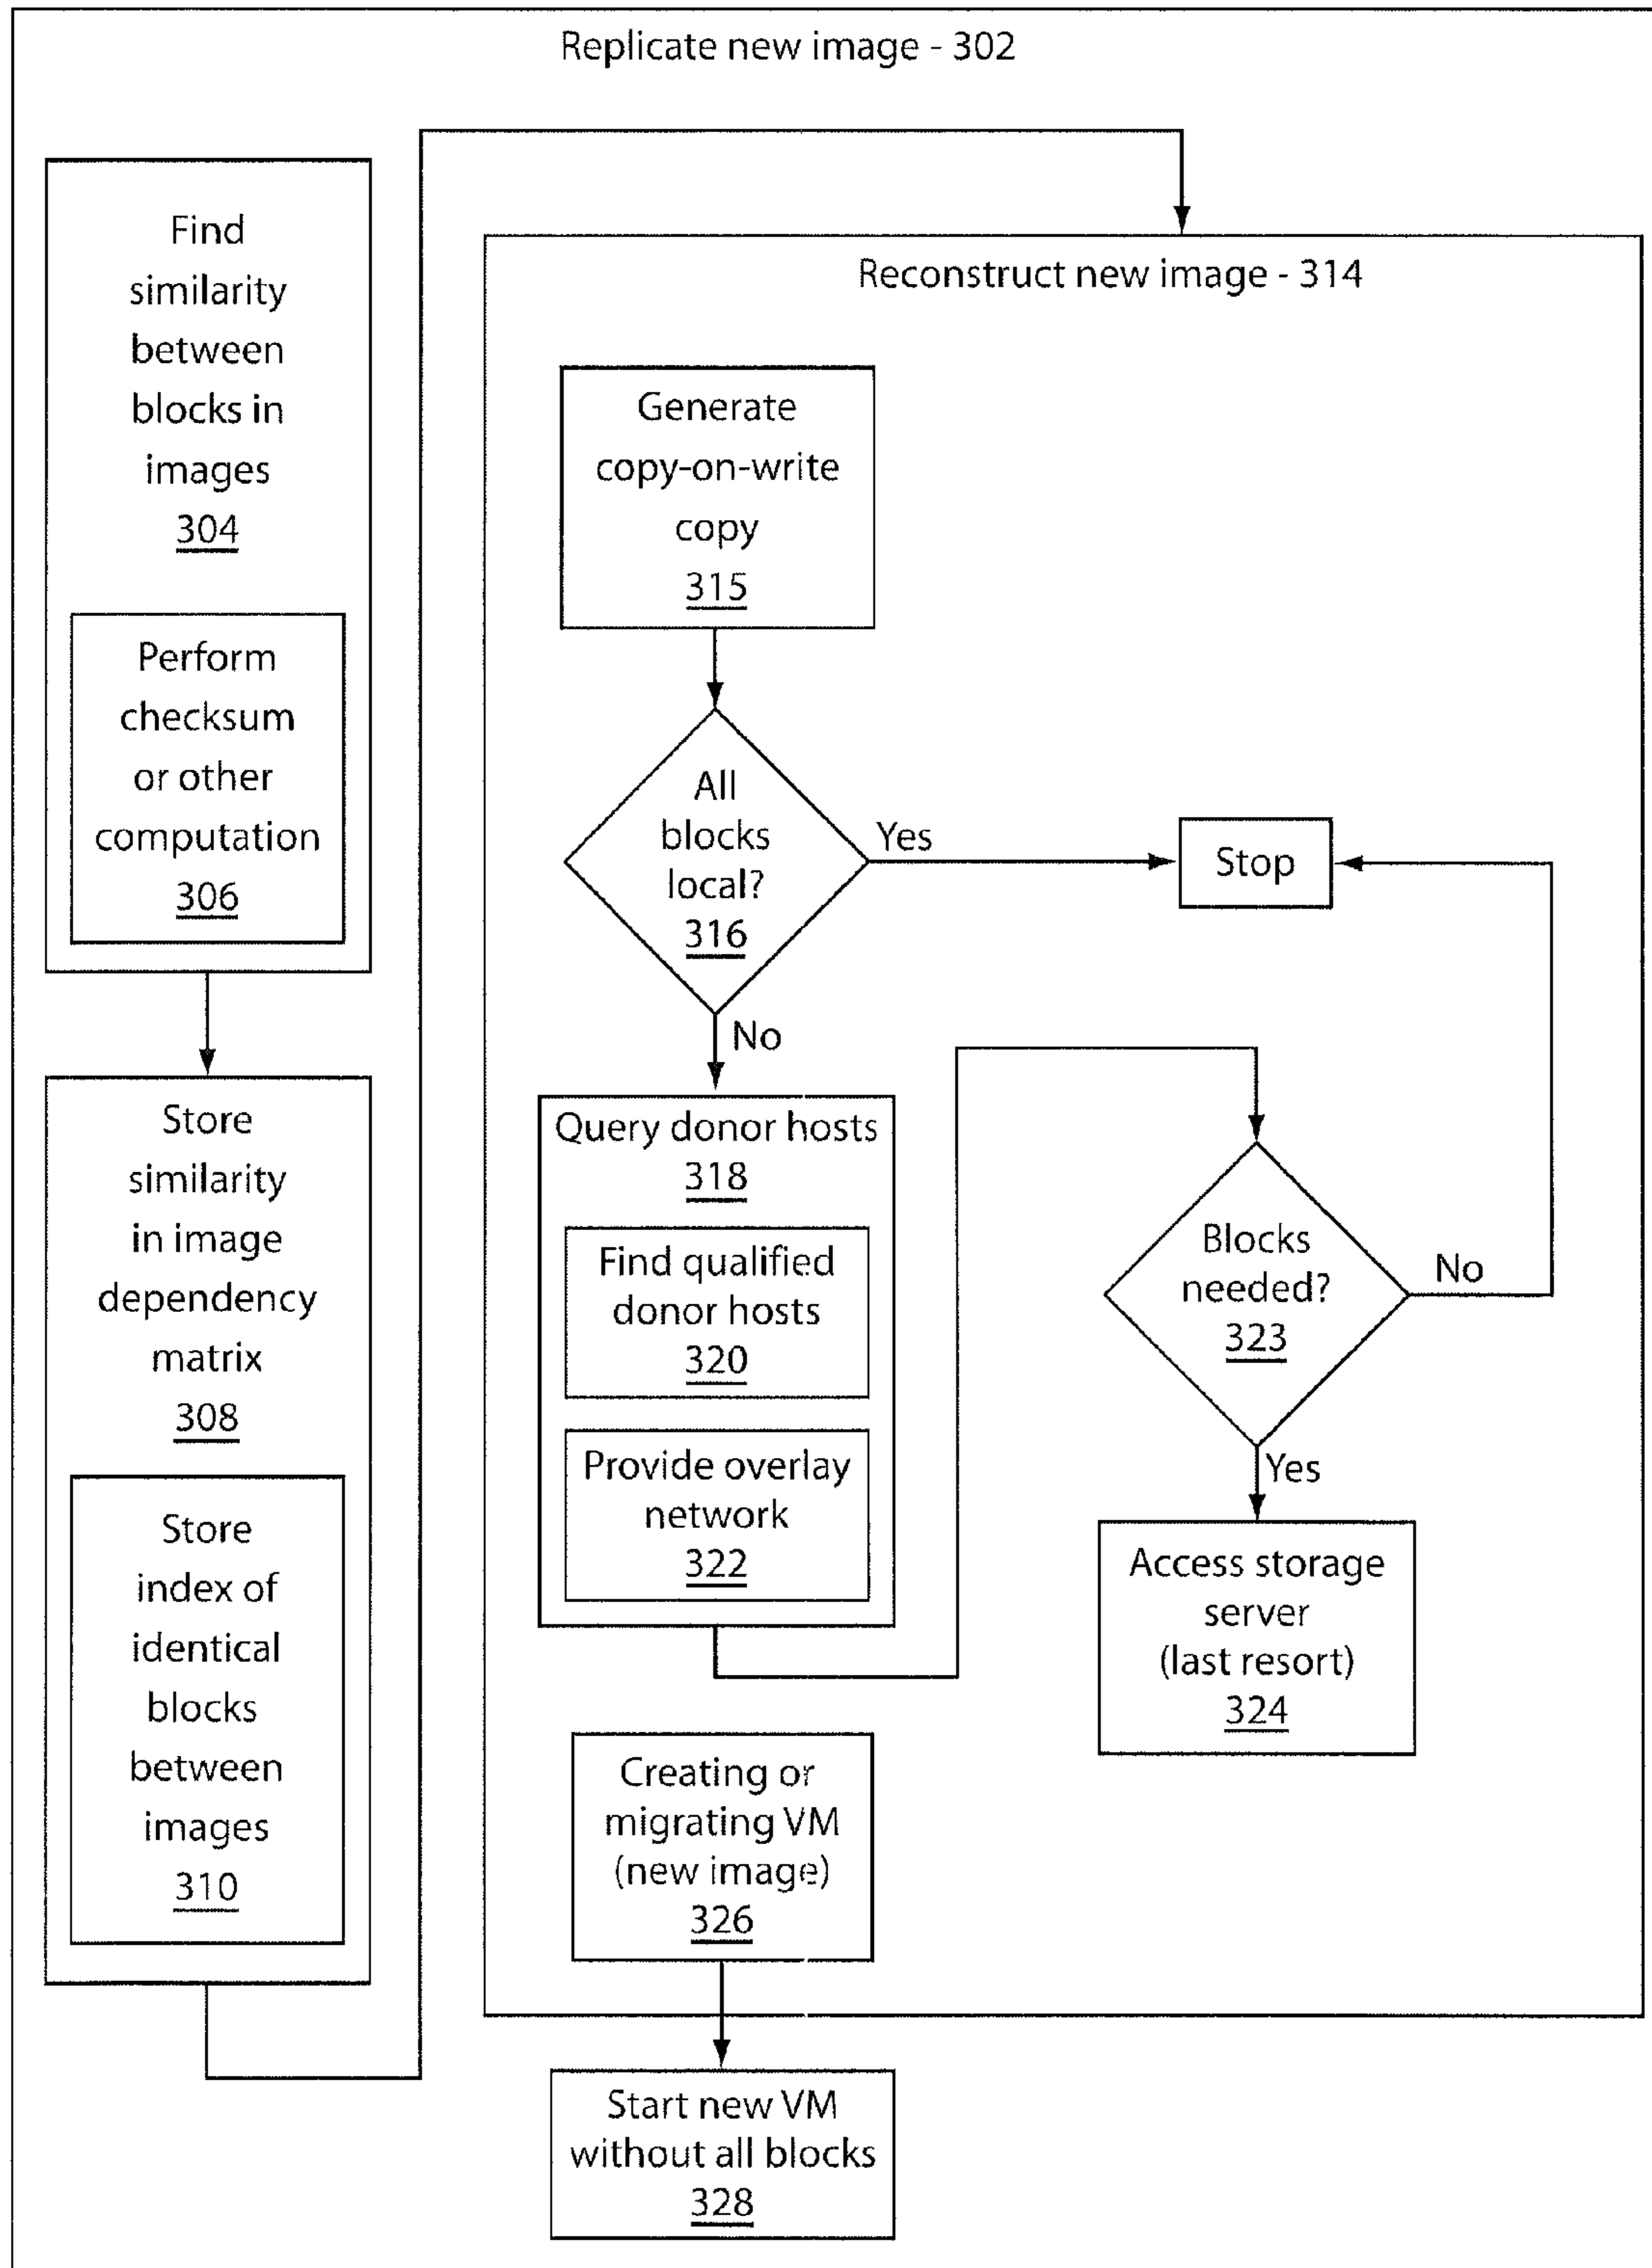 Replicate new image - 302
Find
similarity
between
blocks in
images
304
Perform
checksum
or other
computation
306
Store
similarity
in image
dependency
matrix
308
Store
index of
identical
blocks
between
images
310
Reconstruct new image - 314
Generate
copy-on-write
copy
315
All
blocks
local?
316
Yes
Stop
No
Query donor hosts
318
Find qualified
donor hosts
320
Provide overlay
network
322
Blocks
needed?
323
No
Yes
Access storage
server
(last resort)
324
Creating or
migrating VM
(new image)
326
Start new VM
without all blocks
328